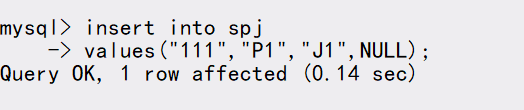 mysql> insert into spj
    -> values("111","P1","J1",NULL);
Query OK, 1 row affected (0.14 sec)